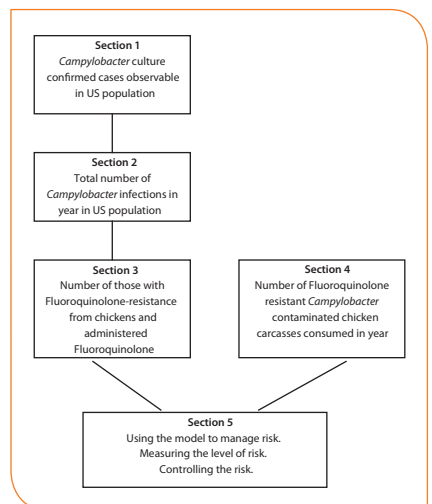 Section 1
Campylobacter culture
confirmed cases observable
in US population
Section 2
Total number of
Campylobacter infections in
year in US population
Section 3
Number of those with
Fluoroquinolone-resistance
from chickens and
administered
Fluoroquinolone
Section 4
Number of Fluoroquinolone
resistant Campylobacter
contaminated chicken
carcasses consumed in year
Section 5
Using the model to manage risk.
Measuring the level of risk.
Controlling the risk.